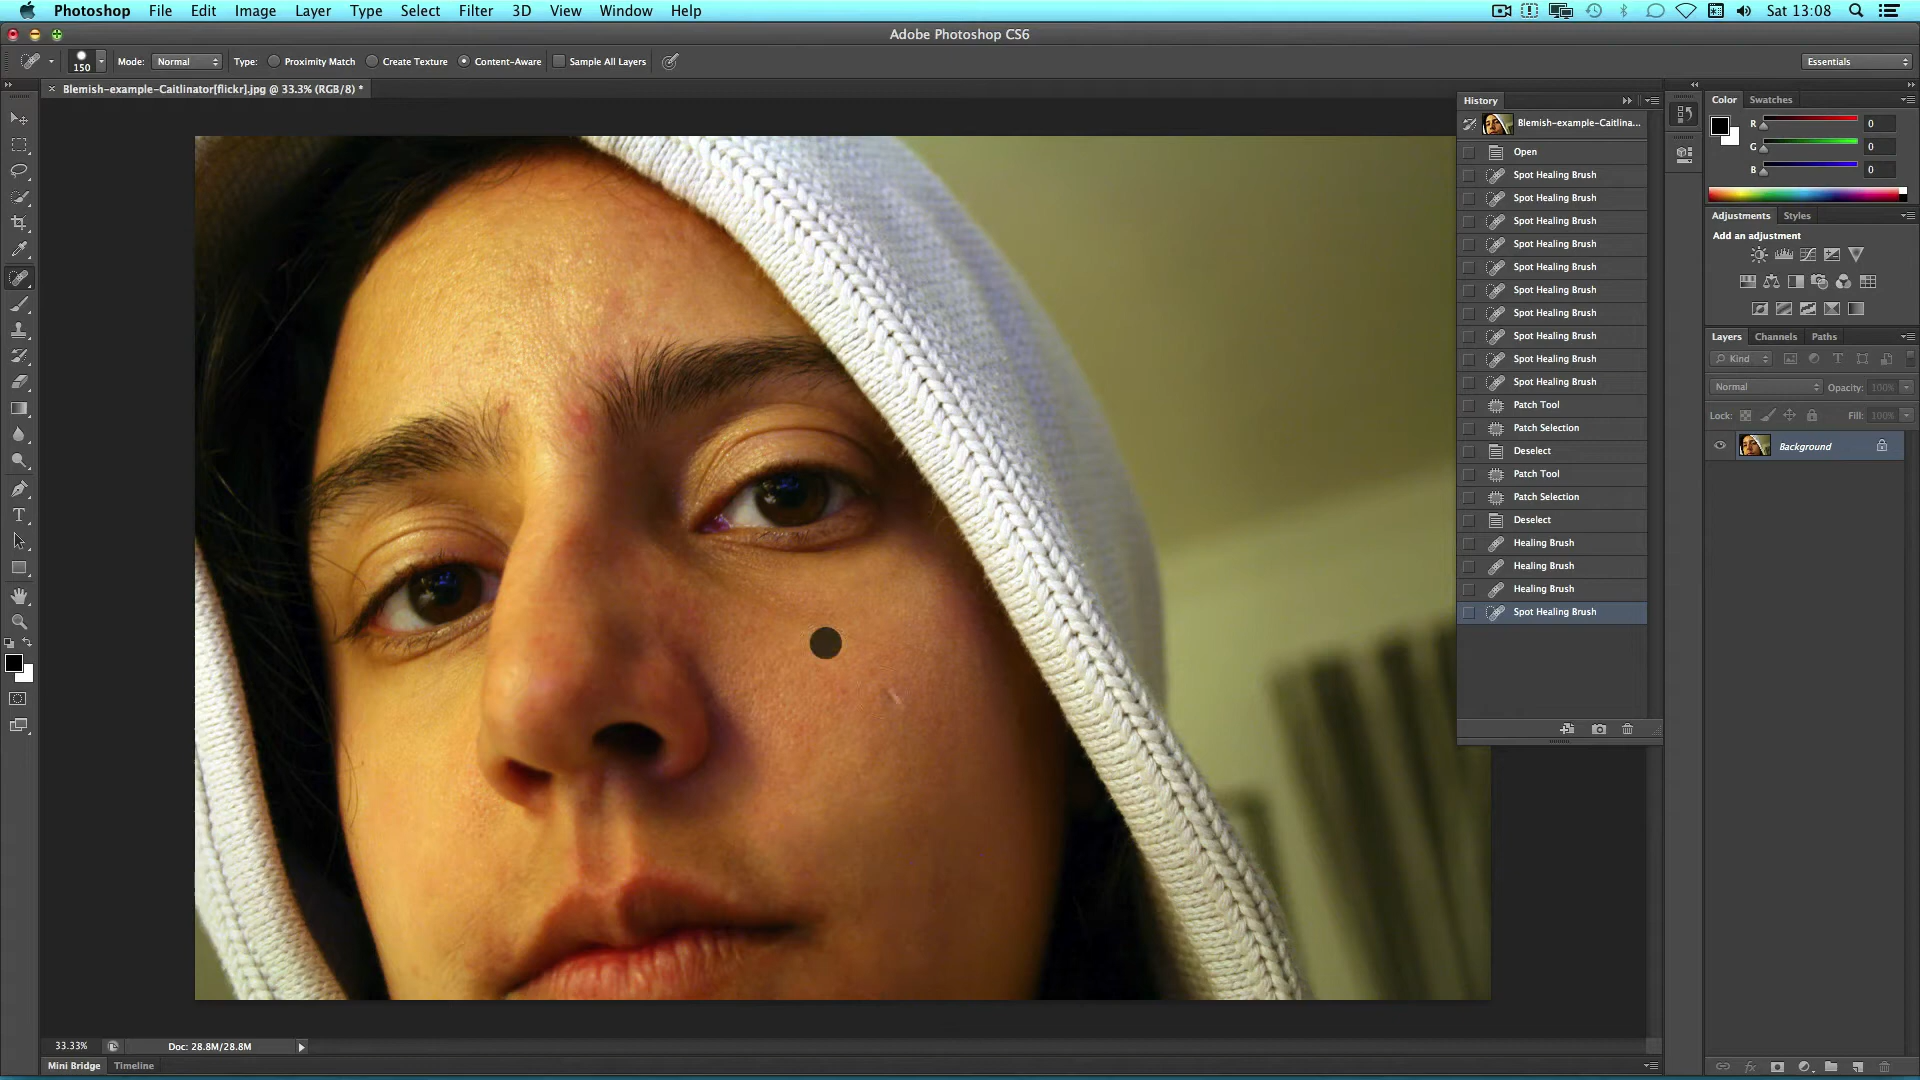 Photoshop File Edit Image Layer Type Select Filter 3D View Window Help Sat 13:08
Adobe Photoshop CS6
150 Mode: Normal Type: Proximity Match Create Texture Content-Aware Sample All Layers Essentials
Blemish-example-Caitlinator[flickr].jpg @ 33.3% (RGB/8) *
History
Blemish-example-Caitlina...
Open
Spot Healing Brush
Spot Healing Brush
Spot Healing Brush
Spot Healing Brush
Spot Healing Brush
Spot Healing Brush
Spot Healing Brush
Spot Healing Brush
Spot Healing Brush
Spot Healing Brush
Patch Tool
Patch Selection
Deselect
Patch Tool
Patch Selection
Deselect
Healing Brush
Healing Brush
Healing Brush
Spot Healing Brush
Color Swatches
R 0
G 0
B 0
Adjustments Styles
Add an adjustment
Layers Channels Paths
Kind
Normal Opacity: 100%
Lock: Fill: 100%
Background
33.33% Doc: 28.8M/28.8M
Mini Bridge Timeline